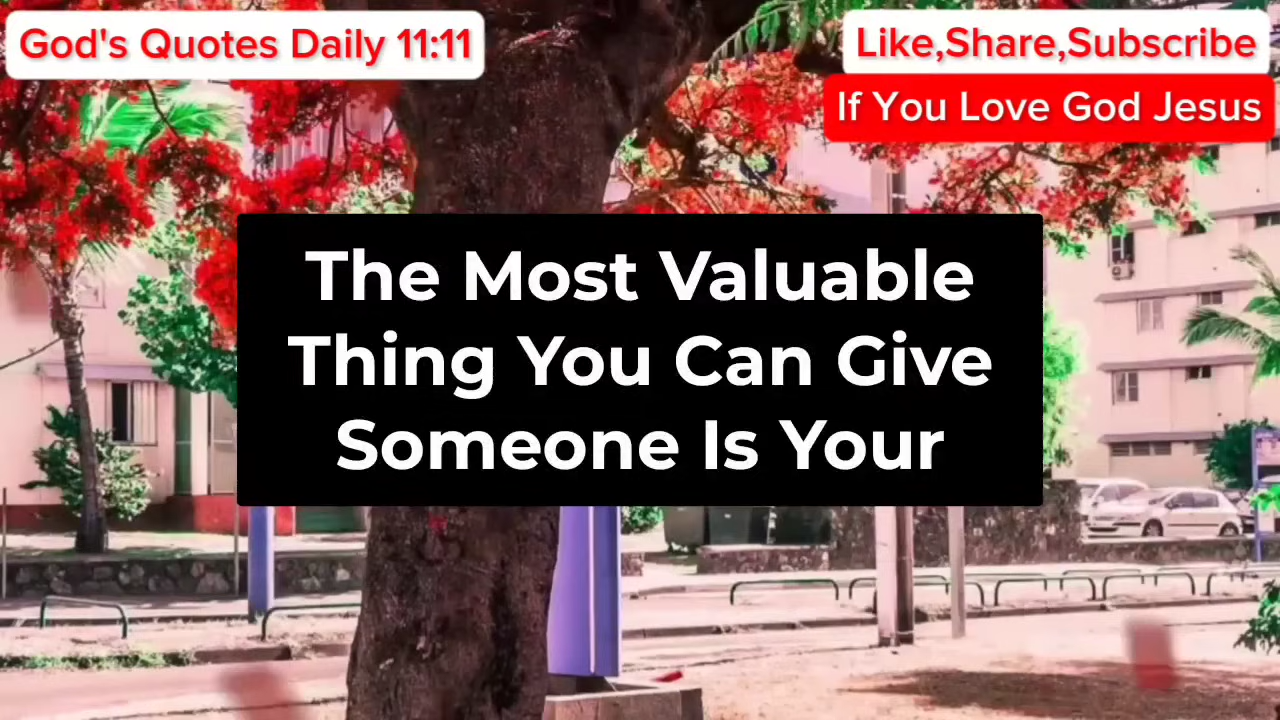 God's Quotes Daily 11:11
Like,Share,Subscribe
If You Love God Jesus
The Most Valuable
Thing You Can Give
Someone Is Your